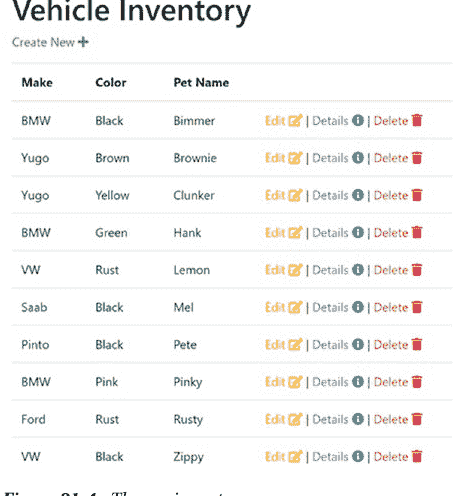 Vehicle Inventory
Create New
Make Color Pet Name
BMW Black Bimmer Edit | Details | Delete
Yugo Brown Brownie Edit | Details | Delete
Yugo Yellow Clunker Edit | Details | Delete
BMW Green Hank Edit | Details | Delete
VW Rust Lemon Edit | Details | Delete
Saab Black Mel Edit | Details | Delete
Pinto Black Pete Edit | Details | Delete
BMW Pink Pinky Edit | Details | Delete
Ford Rust Rusty Edit | Details | Delete
VW Black Zippy Edit | Details | Delete